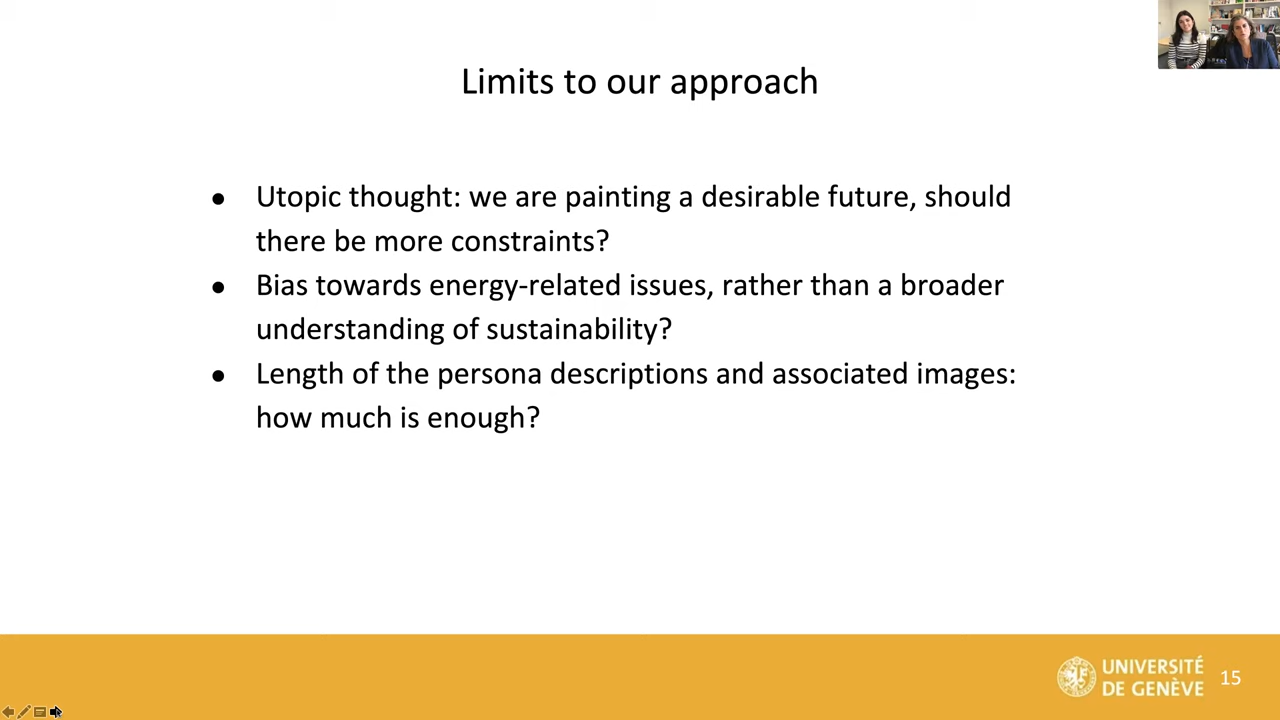 Limits to our approach
● Utopic thought: we are painting a desirable future, should
there be more constraints?
● Bias towards energy-related issues, rather than a broader
understanding of sustainability?
● Length of the persona descriptions and associated images:
how much is enough?
UNIVERSITÉ
DE GENÈVE
15